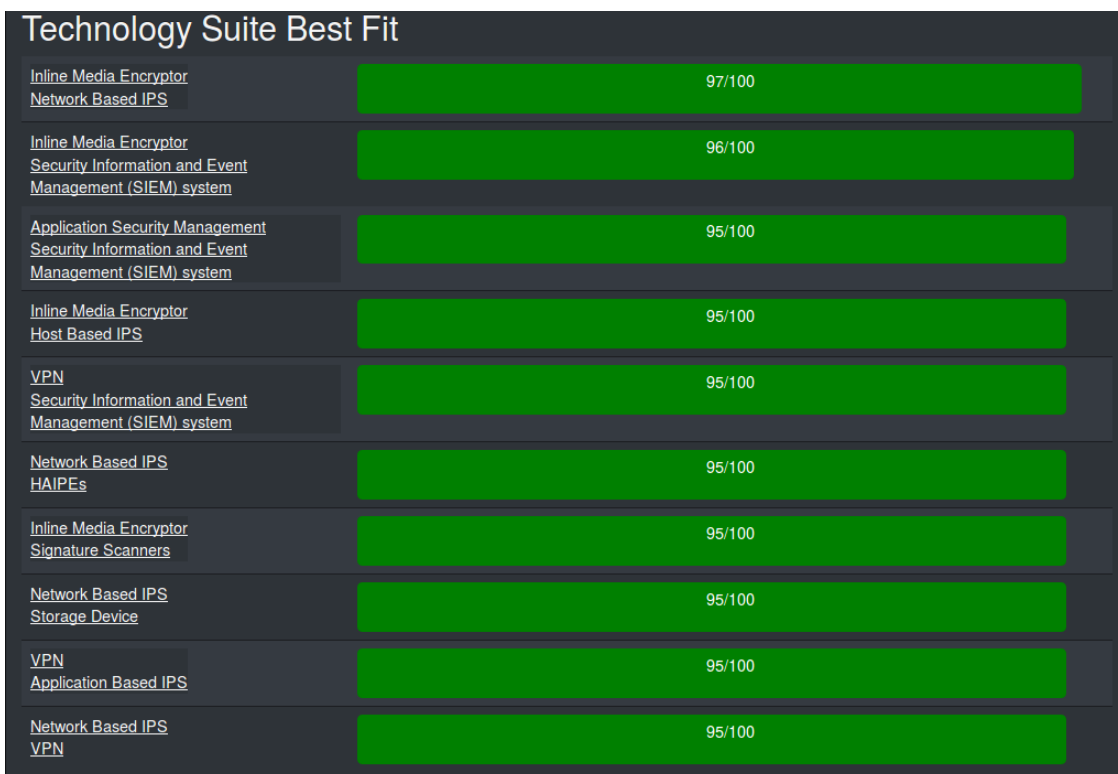 Technology Suite Best Fit
Inline Media Encryptor
Network Based IPS
97/100
Inline Media Encryptor
Security Information and Event
Management (SIEM) system
96/100
Application Security Management
Security Information and Event
Management (SIEM) system
95/100
Inline Media Encryptor
Host Based IPS
95/100
VPN
Security Information and Event
Management (SIEM) system
95/100
Network Based IPS
HAIPEs
95/100
Inline Media Encryptor
Signature Scanners
95/100
Network Based IPS
Storage Device
95/100
VPN
Application Based IPS
95/100
Network Based IPS
VPN
95/100